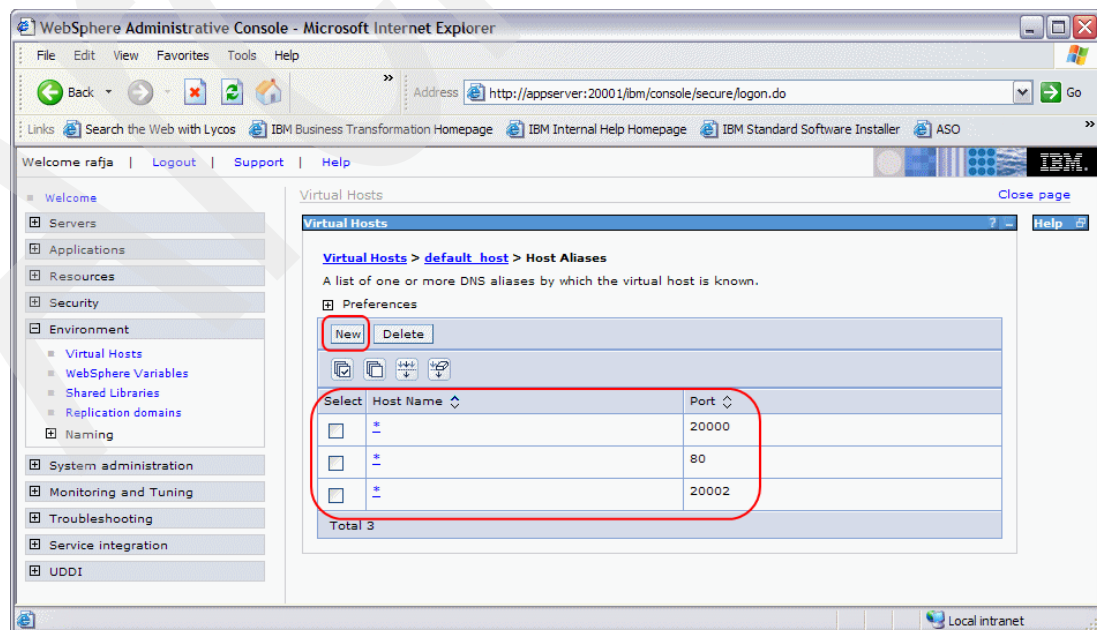 WebSphere Administrative Console - Microsoft Internet Explorer
File Edit View Favorites Tools Help
Back » Address http://appserver:20001/ibm/console/secure/logon.do Go
Links Search the Web with Lycos IBM Business Transformation Homepage IBM Internal Help Homepage IBM Standard Software Installer ASO »
Welcome rafja | Logout | Support | Help IBM.
Welcome
Servers
Applications
Resources
Security
Environment
Virtual Hosts
WebSphere Variables
Shared Libraries
Replication domains
Naming
System administration
Monitoring and Tuning
Troubleshooting
Service integration
UDDI
Virtual Hosts Close page
Virtual Hosts ? – Help
Virtual Hosts > default_host > Host Aliases
A list of one or more DNS aliases by which the virtual host is known.
Preferences
New Delete
Select Host Name Port
* 20000
* 80
* 20002
Total 3
Local intranet